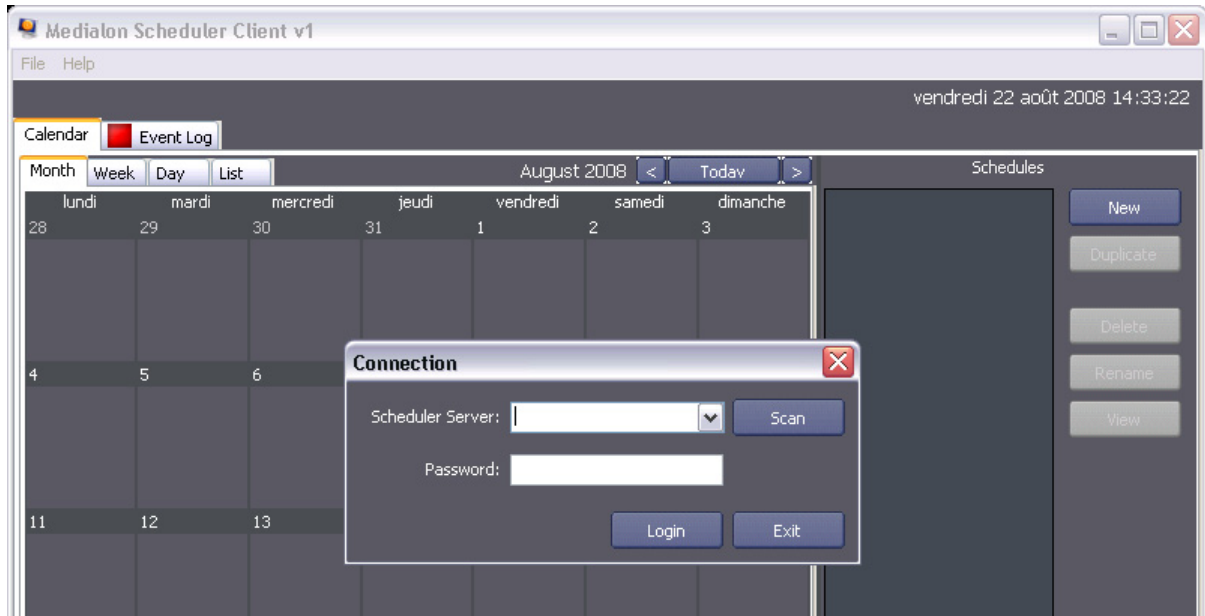 Medialon Scheduler Client v1
File Help
vendredi 22 août 2008 14:33:22
Calendar Event Log
Month Week Day List August 2008 < Today > Schedules
lundi mardi mercredi jeudi vendredi samedi dimanche
28 29 30 31 1 2 3
New
Duplicate
Delete
Rename
View
4 5 6
11 12 13
Connection
Scheduler Server: Scan
Password:
Login Exit